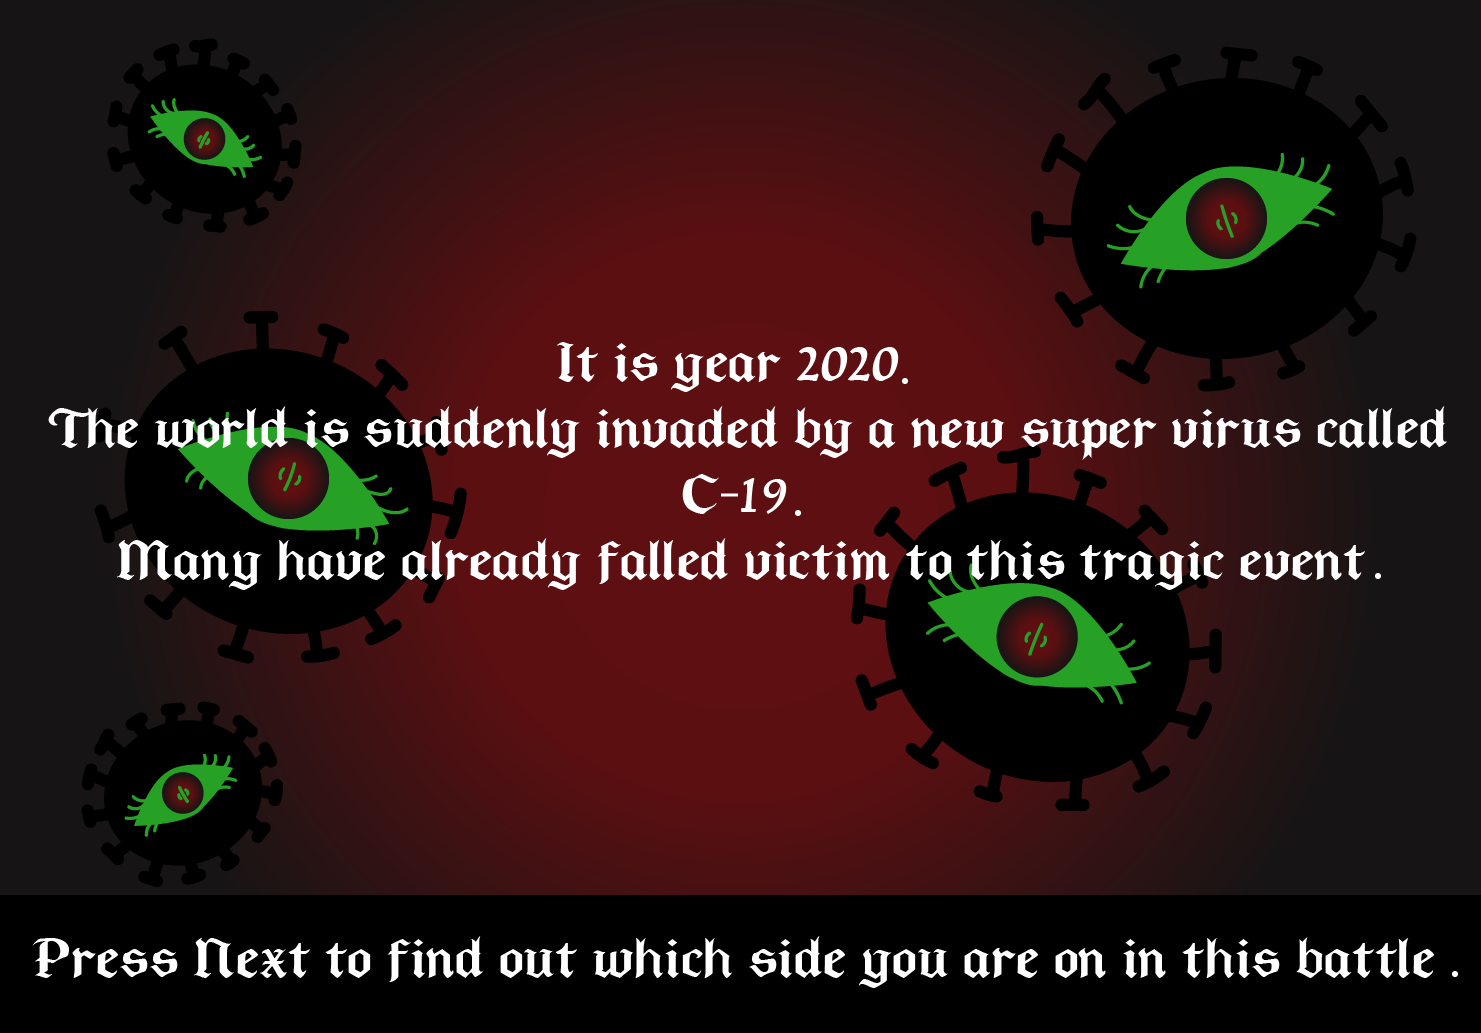 It is year 2020.
The world is suddenly invaded by a new super virus called
C-19.
Many have already falled victim to this tragic event.
Press Next to find out which side you are on in this battle .